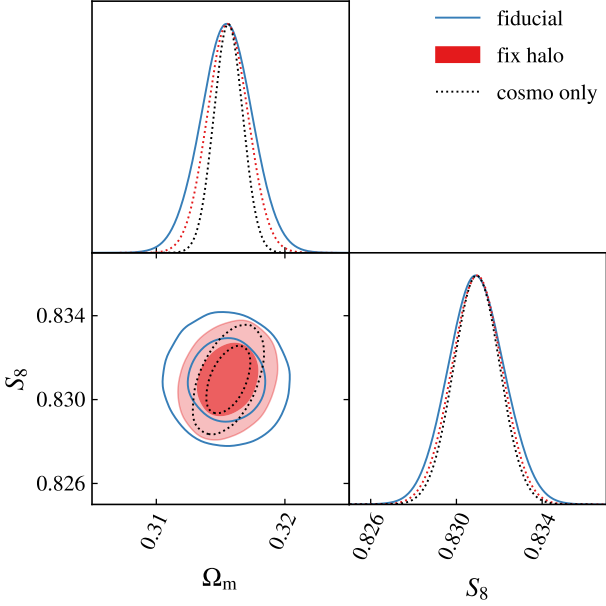 fiducial
fix halo
cosmo only
0.834
0.830
0.826
S₈
0.31
0.32
Ωₘ
0.826
0.830
0.834
S₈